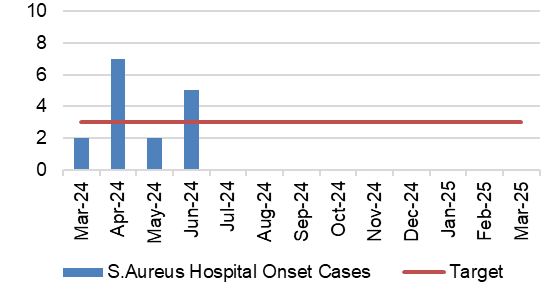 10
8
6
4
2
0
Mar-24
Apr-24
May-24
Jun-24
Jul-24
Aug-24
Sep-24
Oct-24
Nov-24
Dec-24
Jan-25
Feb-25
Mar-25
S.Aureus Hospital Onset Cases
Target